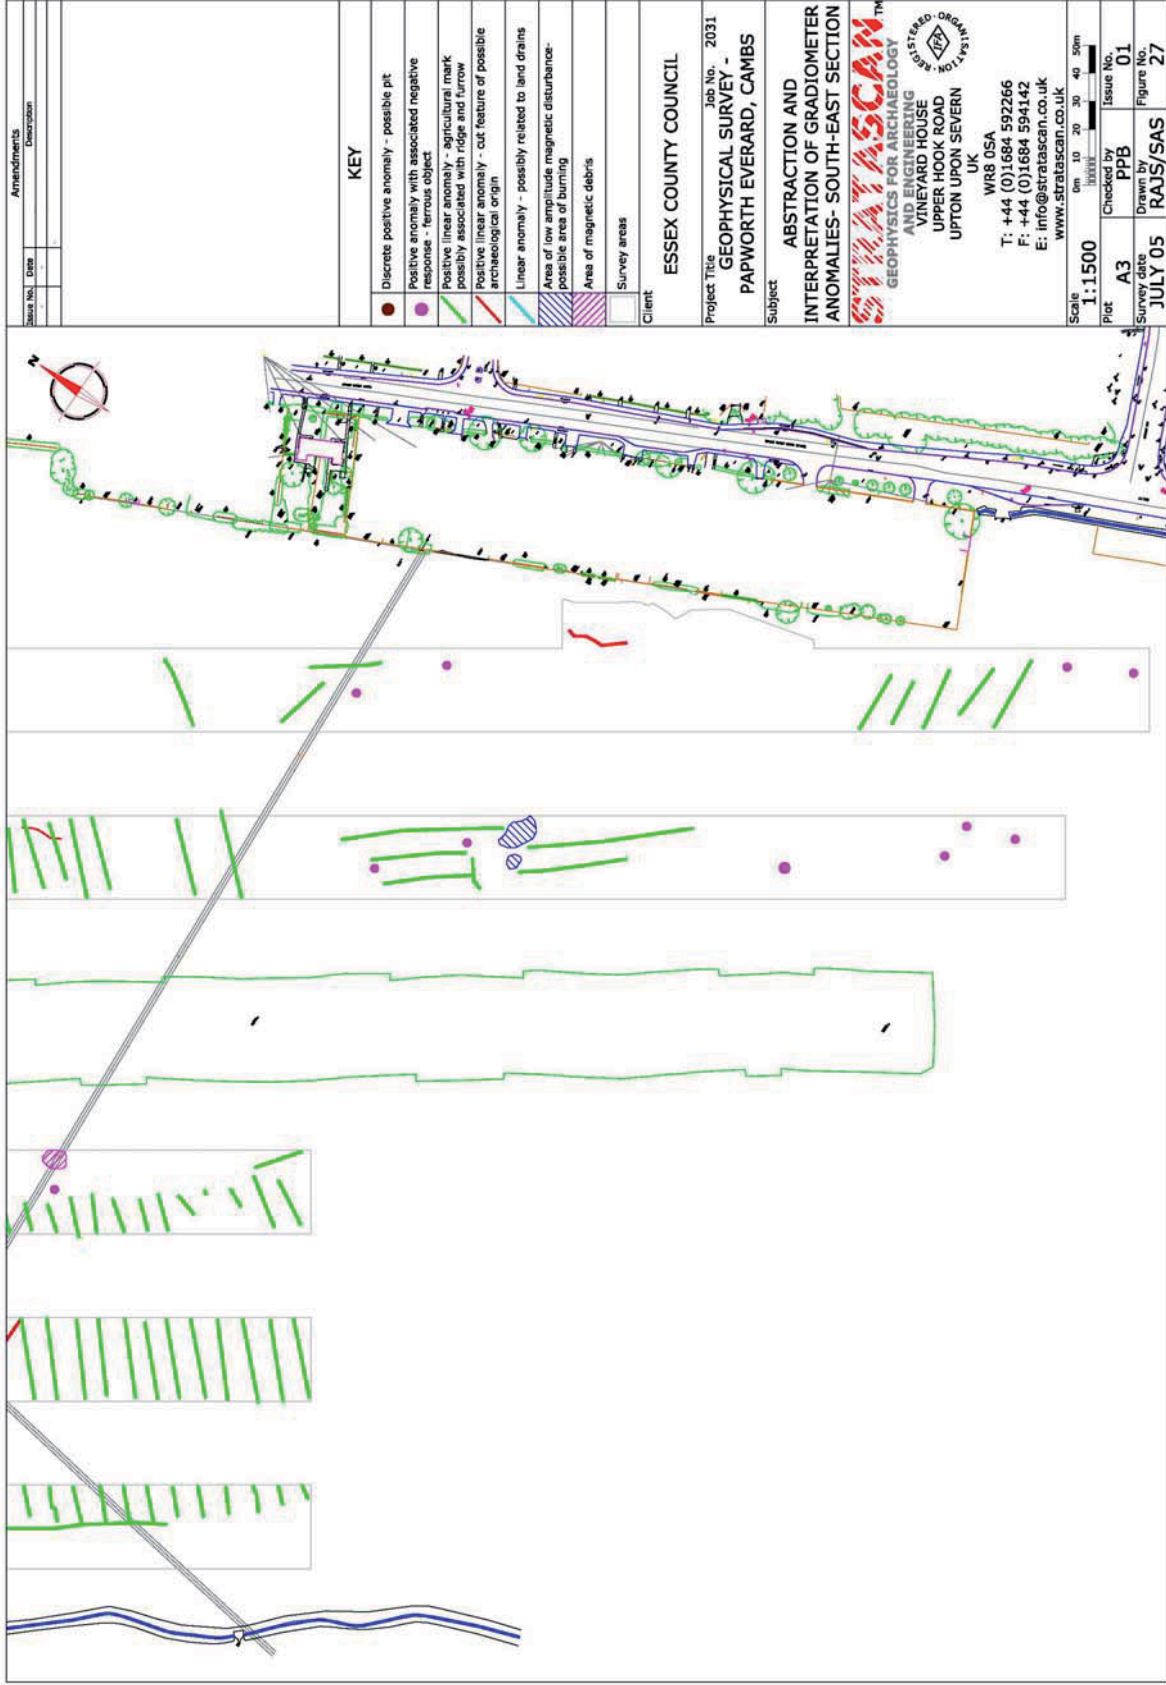 Amendments
Issue No. Date Description
KEY
Discrete positive anomaly - possible pit
Positive anomaly with associated negative
response - ferrous object
Positive linear anomaly - agricultural mark
possibly associated with ridge and furrow
Positive linear anomaly - cut feature of possible
archaeological origin
Linear anomaly - possibly related to land drains
Area of low amplitude magnetic disturbance-
possible area of burning
Area of magnetic debris
Survey areas
Client
ESSEX COUNTY COUNCIL
Project Title Job No. 2031
GEOPHYSICAL SURVEY -
PAPWORTH EVERARD, CAMBS
Subject
ABSTRACTION AND
INTERPRETATION OF GRADIOMETER
ANOMALIES- SOUTH-EAST SECTION
STRATASCAN TM
GEOPHYSICS FOR ARCHAEOLOGY
AND ENGINEERING
REGISTERED · ORGANISATION
IFA
VINEYARD HOUSE
UPPER HOOK ROAD
UPTON UPON SEVERN
UK
WR8 0SA
T: +44 (0)1684 592266
F: +44 (0)1684 594142
E: info@stratascan.co.uk
www.stratascan.co.uk
Scale
1:1500
0m 10 20 30 40 50m
Plot
A3
Checked by
PPB
Issue No.
01
Survey date
JULY 05
Drawn by
RAJS/SAS
Figure No.
27
N